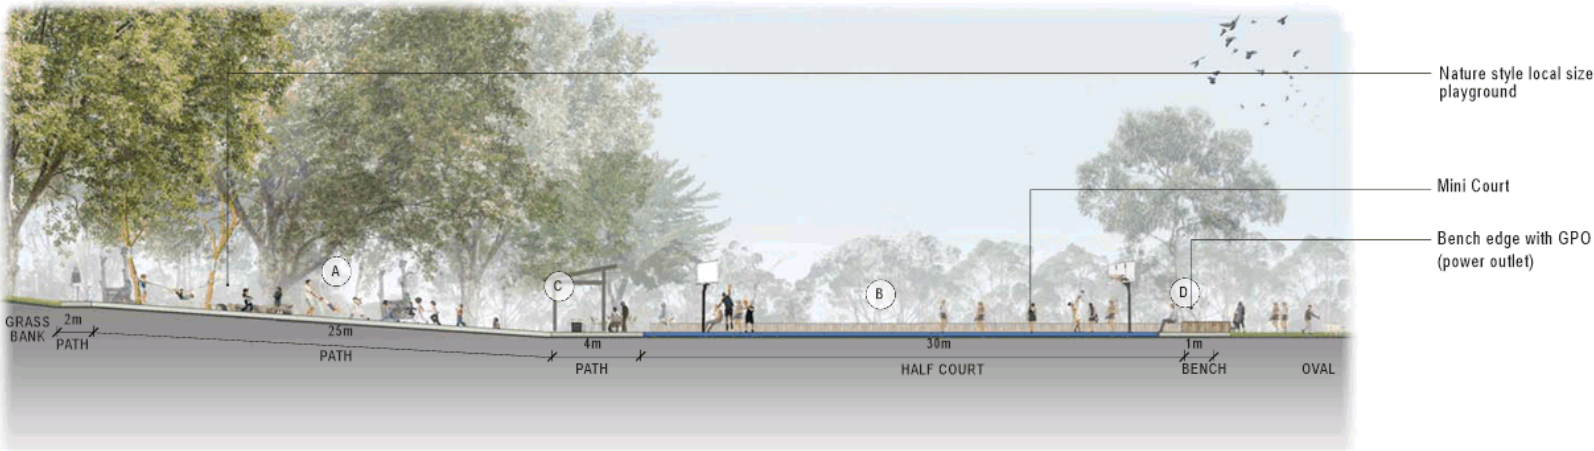 Nature style local size
playground
Mini Court
Bench edge with GPO
(power outlet)
A
C
B
D
GRASS
BANK
2m
PATH
25m
PATH
4m
PATH
30m
HALF COURT
1m
BENCH
OVAL